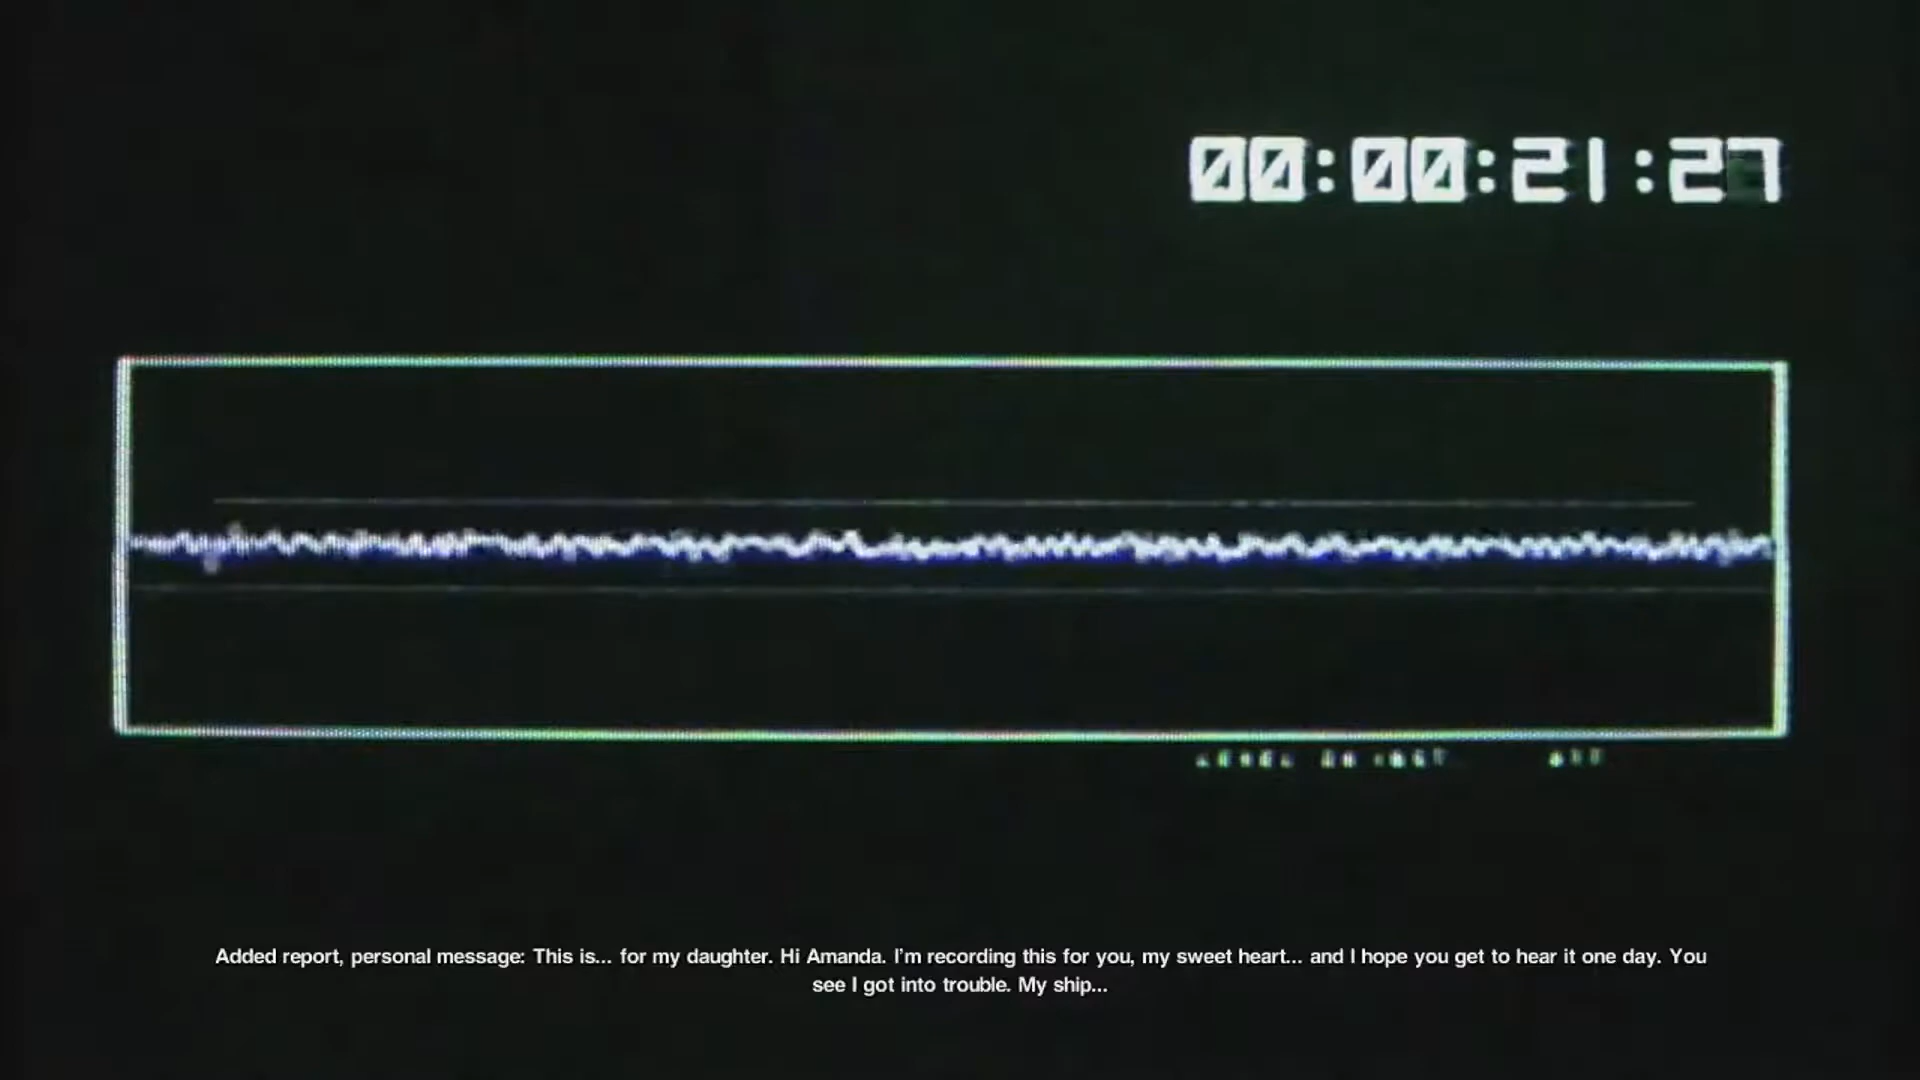 00:00:21:27
Added report, personal message: This is... for my daughter. Hi Amanda. I'm recording this for you, my sweet heart... and I hope you get to hear it one day. You
see I got into trouble. My ship...